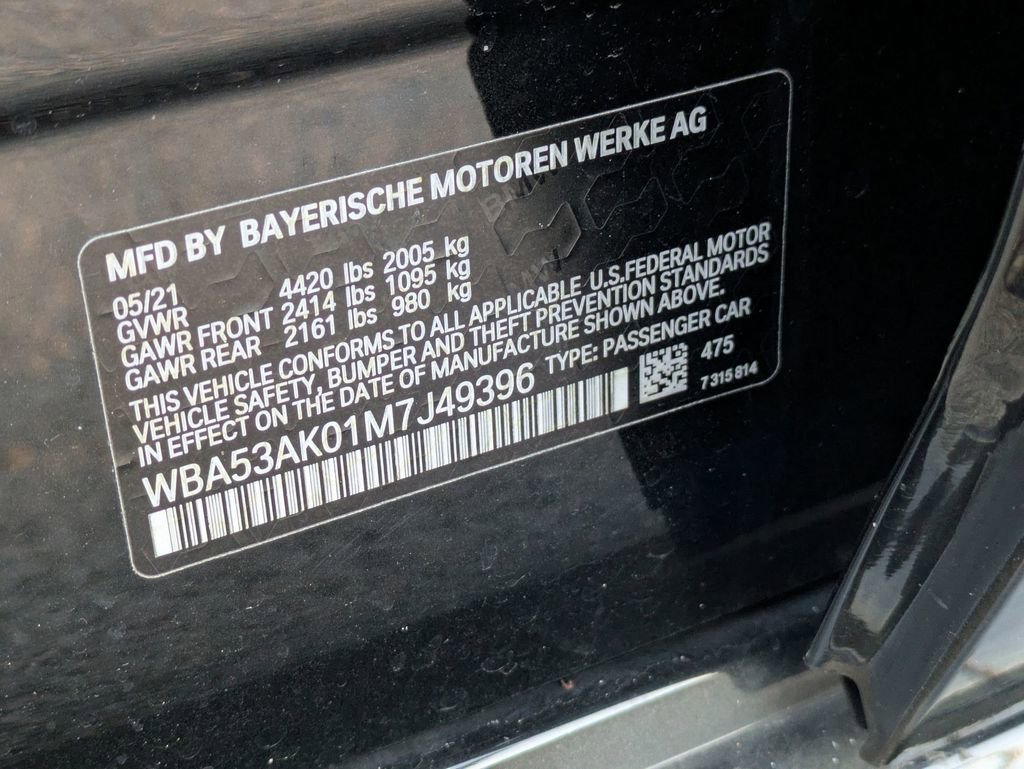 MFD BY BAYERISCHE MOTOREN WERKE AG
05/21
GVWR 4420 lbs 2005 kg
GAWR FRONT 2414 lbs 1095 kg
GAWR REAR 2161 lbs 980 kg
THIS VEHICLE CONFORMS TO ALL APPLICABLE U.S.FEDERAL MOTOR
VEHICLE SAFETY, BUMPER AND THEFT PREVENTION STANDARDS
IN EFFECT ON THE DATE OF MANUFACTURE SHOWN ABOVE.
WBA53AK01M7J49396 TYPE: PASSENGER CAR
475
7 315 814